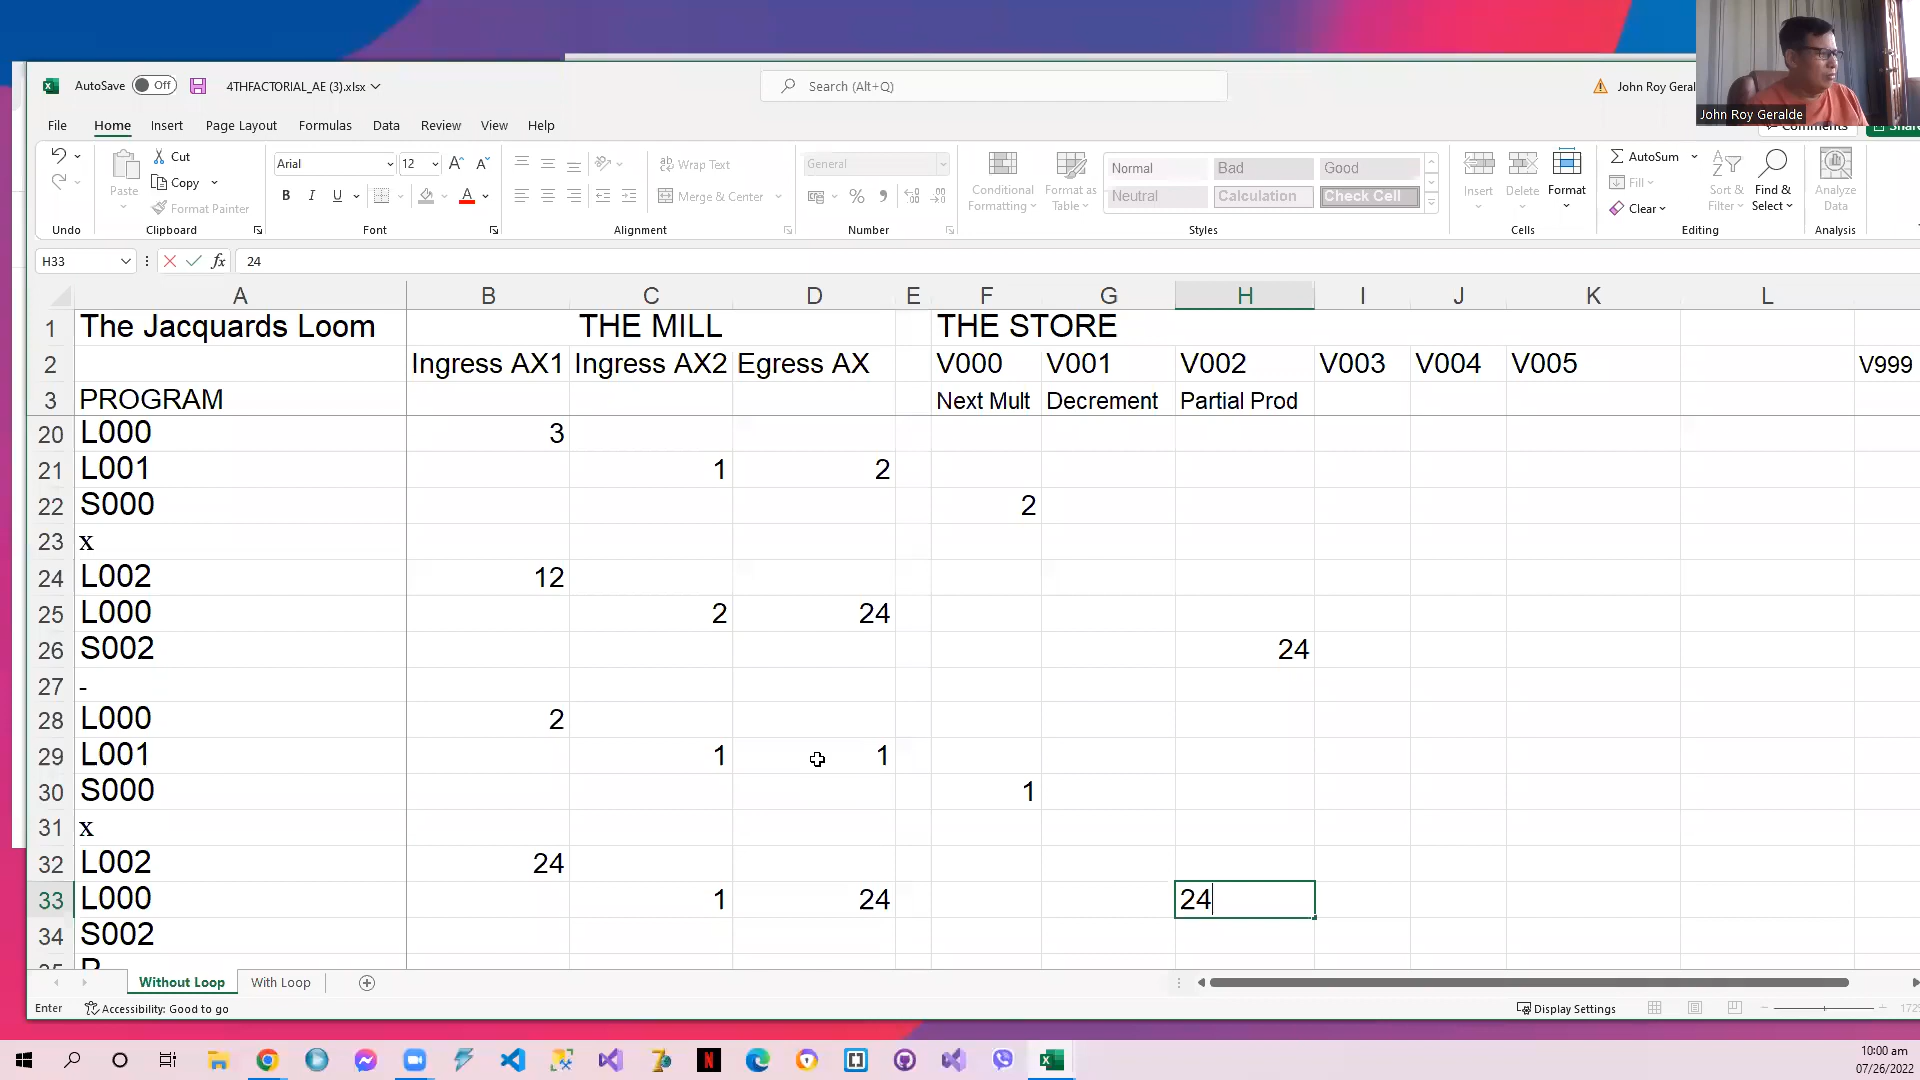 AutoSave Off 4THFACTORIAL_AE (3).xlsx Search (Alt+Q) John Roy Geral
John Roy Geralde
File Home Insert Page Layout Formulas Data Review View Help Comments
Paste Cut Copy Format Painter
Arial 12
B I U A
Wrap Text
Merge & Center
General
Conditional Formatting Format as Table
Normal Bad Good
Neutral Calculation Check Cell
Insert Delete Format
AutoSum Fill Clear
Sort & Filter Find & Select
Analyze Data
Undo Clipboard Font Alignment Number Styles Cells Editing Analysis
H33 fx 24
A B C D E F G H I J K L
1 The Jacquards Loom THE MILL THE STORE
2 Ingress AX1 Ingress AX2 Egress AX V000 V001 V002 V003 V004 V005 V999
3 PROGRAM Next Mult Decrement Partial Prod
20 L000 3
21 L001 1 2
22 S000 2
23 x
24 L002 12
25 L000 2 24
26 S002 24
27 -
28 L000 2
29 L001 1 1
30 S000 1
31 x
32 L002 24
33 L000 1 24 24
34 S002
Without Loop With Loop
Enter Accessibility: Good to go Display Settings
10:00 am
07/26/2022